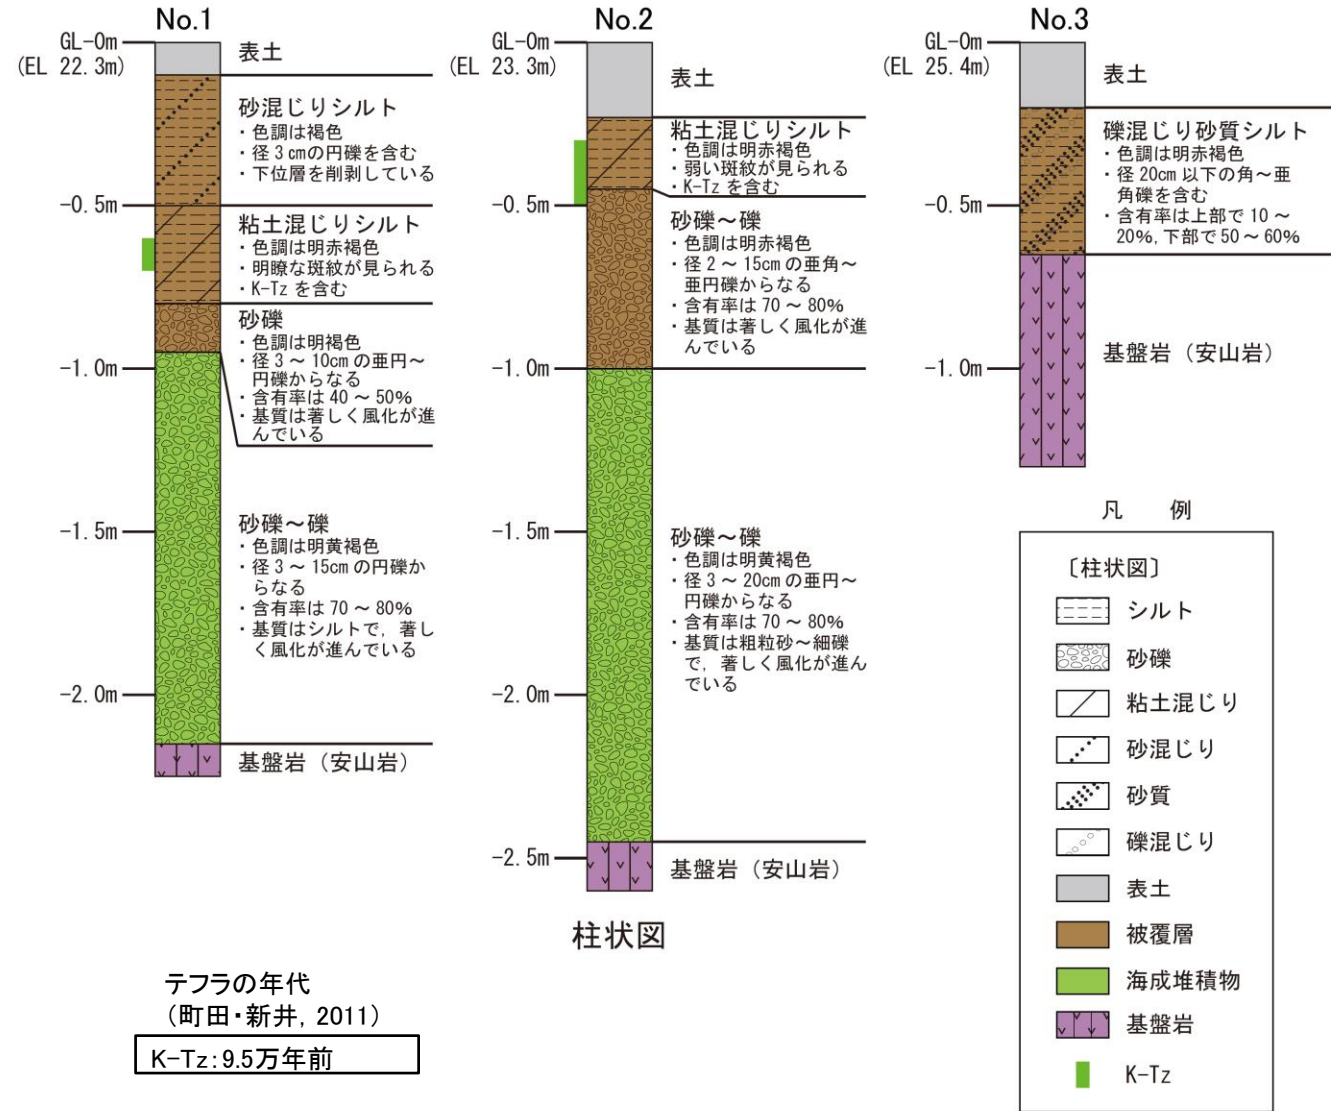 No.1
GL-0m
(EL 22.3m)
表土
砂混じりシルト
・色調は褐色
・径3cmの円礫を含む
・下位層を削剥している
-0.5m
粘土混じりシルト
・色調は明赤褐色
・明瞭な斑紋が見られる
・K-Tzを含む
砂礫
・色調は明褐色
・径3～10cmの亜円～
円礫からなる
・含有率は40～50%
・基質は著しく風化が進
んでいる
-1.0m
-1.5m
砂礫～礫
・色調は明黄褐色
・径3～15cmの円礫か
らなる
・含有率は70～80%
・基質はシルトで，著し
く風化が進んでいる
-2.0m
基盤岩（安山岩）
No.2
GL-0m
(EL 23.3m)
表土
粘土混じりシルト
・色調は明赤褐色
・弱い斑紋が見られる
・K-Tzを含む
-0.5m
砂礫～礫
・色調は明赤褐色
・径2～15cmの亜角～
亜円礫からなる
・含有率は70～80%
・基質は著しく風化が進
んでいる
-1.0m
-1.5m
砂礫～礫
・色調は明黄褐色
・径3～20cmの亜円～
円礫からなる
・含有率は70～80%
・基質は粗粒砂～細礫
で，著しく風化が進ん
でいる
-2.0m
-2.5m
基盤岩（安山岩）
No.3
GL-0m
(EL 25.4m)
表土
礫混じり砂質シルト
・色調は明赤褐色
・径20cm以下の角～亜
角礫を含む
・含有率は上部で10～
20%,下部で50～60%
-0.5m
-1.0m
基盤岩（安山岩）
柱状図
テフラの年代
（町田・新井, 2011）
K-Tz：9.5万年前
凡　例
〔柱状図〕
シルト
砂礫
粘土混じり
砂混じり
砂質
礫混じり
表土
被覆層
海成堆積物
基盤岩
K-Tz